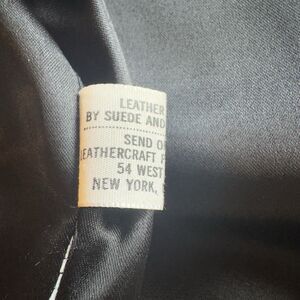 LEATHER
BY SUEDE AND
SEND
LEATHERCRAFT
54 WEST
NEW YORK,